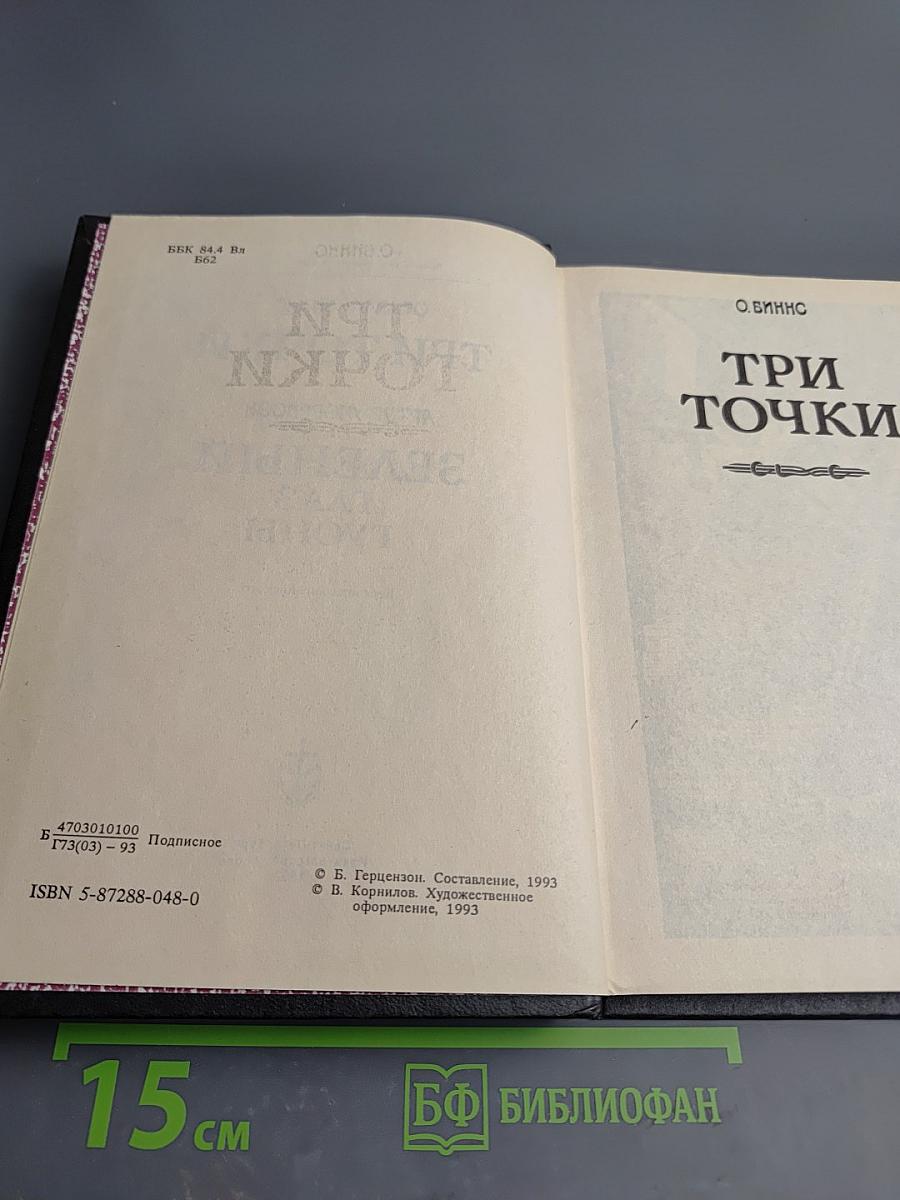 ББК 84.4 Вл
Б62
Б 4703010100
Г73(03) – 93 Подписное
ISBN 5-87288-048-0
© Б. Герцензон. Составление, 1993
© В. Корнилов. Художественное
оформление, 1993
О. БИННС
ТРИ
ТОЧКИ
15 см
БФ БИБЛИОФАН